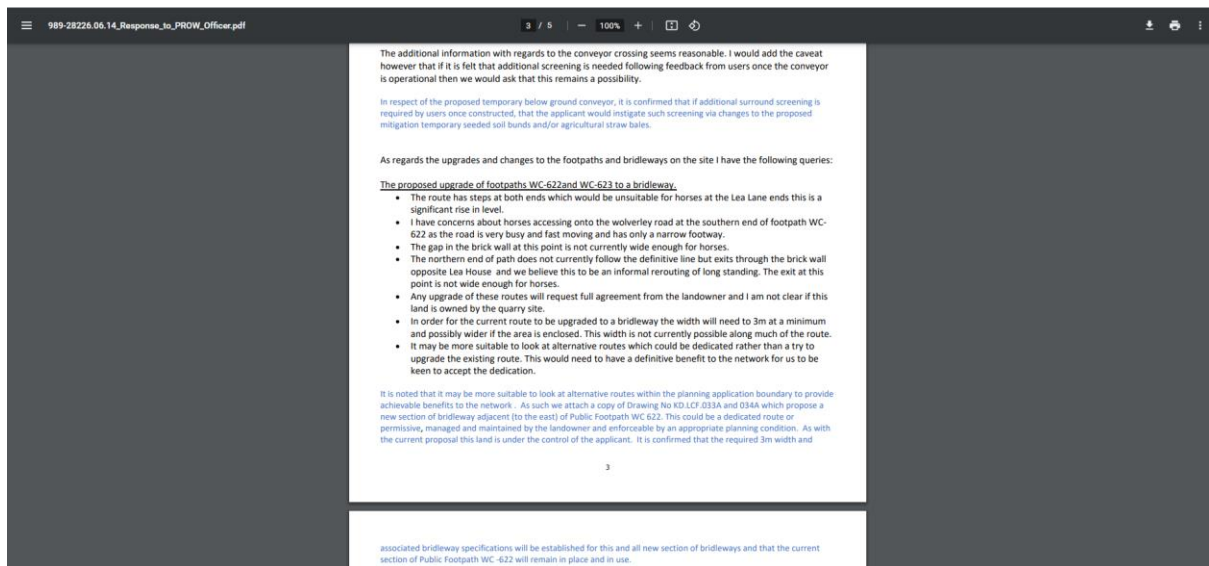 989-28226.06.14_Response_to_PROW_Officer.pdf
3 / 5
100%
The additional information with regards to the conveyor crossing seems reasonable. I would add the caveat
however that if it is felt that additional screening is needed following feedback from users once the conveyor
is operational then we would ask that this remains a possibility.
In respect of the proposed temporary below ground conveyor, it is confirmed that if additional surround screening is
required by users once constructed, that the applicant would instigate such screening via changes to the proposed
mitigation temporary seeded soil bunds and/or agricultural straw bales.
As regards the upgrades and changes to the footpaths and bridleways on the site I have the following queries:
The proposed upgrade of footpaths WC-622and WC-623 to a bridleway.
• The route has steps at both ends which would be unsuitable for horses at the Lea Lane ends this is a
significant rise in level.
• I have concerns about horses accessing onto the wolverley road at the southern end of footpath WC-
622 as the road is very busy and fast moving and has only a narrow footway.
• The gap in the brick wall at this point is not currently wide enough for horses.
• The northern end of path does not currently follow the definitive line but exits through the brick wall
opposite Lea House and we believe this to be an informal rerouting of long standing. The exit at this
point is not wide enough for horses.
• Any upgrade of these routes will request full agreement from the landowner and I am not clear if this
land is owned by the quarry site.
• In order for the current route to be upgraded to a bridleway the width will need to 3m at a minimum
and possibly wider if the area is enclosed. This width is not currently possible along much of the route.
• It may be more suitable to look at alternative routes which could be dedicated rather than a try to
upgrade the existing route. This would need to have a definitive benefit to the network for us to be
keen to accept the dedication.
It is noted that it may be more suitable to look at alternative routes within the planning application boundary to provide
achievable benefits to the network . As such we attach a copy of Drawing No KD.LCF.033A and 034A which propose a
new section of bridleway adjacent (to the east) of Public Footpath WC 622. This could be a dedicated route or
permissive, managed and maintained by the landowner and enforceable by an appropriate planning condition. As with
the current proposal this land is under the control of the applicant. It is confirmed that the required 3m width and
3
associated bridleway specifications will be established for this and all new section of bridleways and that the current
section of Public Footpath WC -622 will remain in place and in use.